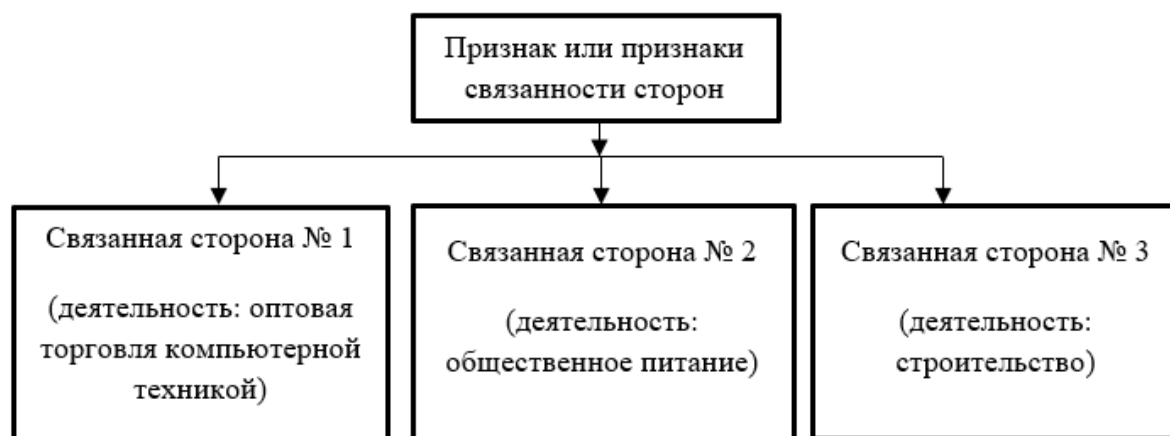 Признак или признаки
связанности сторон
Связанная сторона № 1
(деятельность: оптовая
торговля компьютерной
техникой)
Связанная сторона № 2
(деятельность:
общественное питание)
Связанная сторона № 3
(деятельность:
строительство)